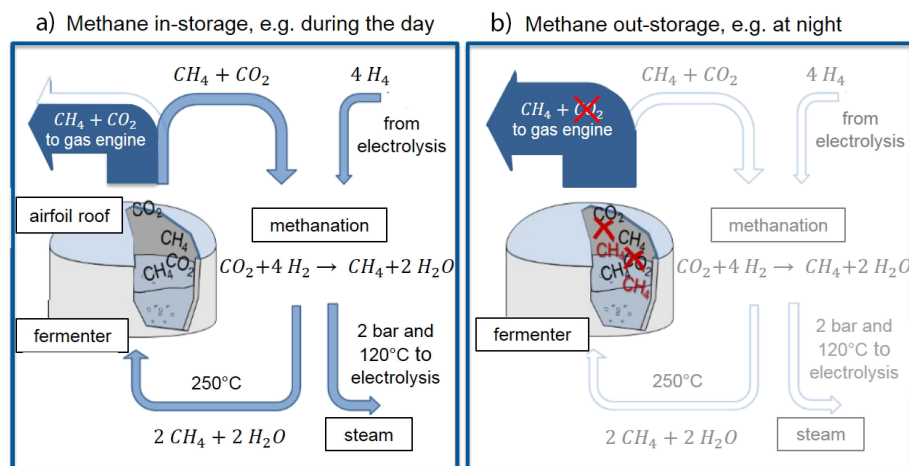 a) Methane in-storage, e.g. during the day
CH₄ + CO₂
4 H₄
CH₄ + CO₂
to gas engine
from
electrolysis
airfoil roof
CO₂
CH₄
CO₂
CH₄
methanation
CO₂+4 H₂ → CH₄+2 H₂O
fermenter
2 bar and
120°C to
electrolysis
250°C
2 CH₄ + 2 H₂O
steam
b) Methane out-storage, e.g. at night
CH₄ + CO₂
4 H₄
CH₄ + CO₂
to gas engine
from
electrolysis
CO₂
CH₄
CH₄
CO₂
CH₄
CH₄
methanation
CO₂+4 H₂ → CH₄+2 H₂O
fermenter
2 bar and
120°C to
electrolysis
250°C
2 CH₄ + 2 H₂O
steam